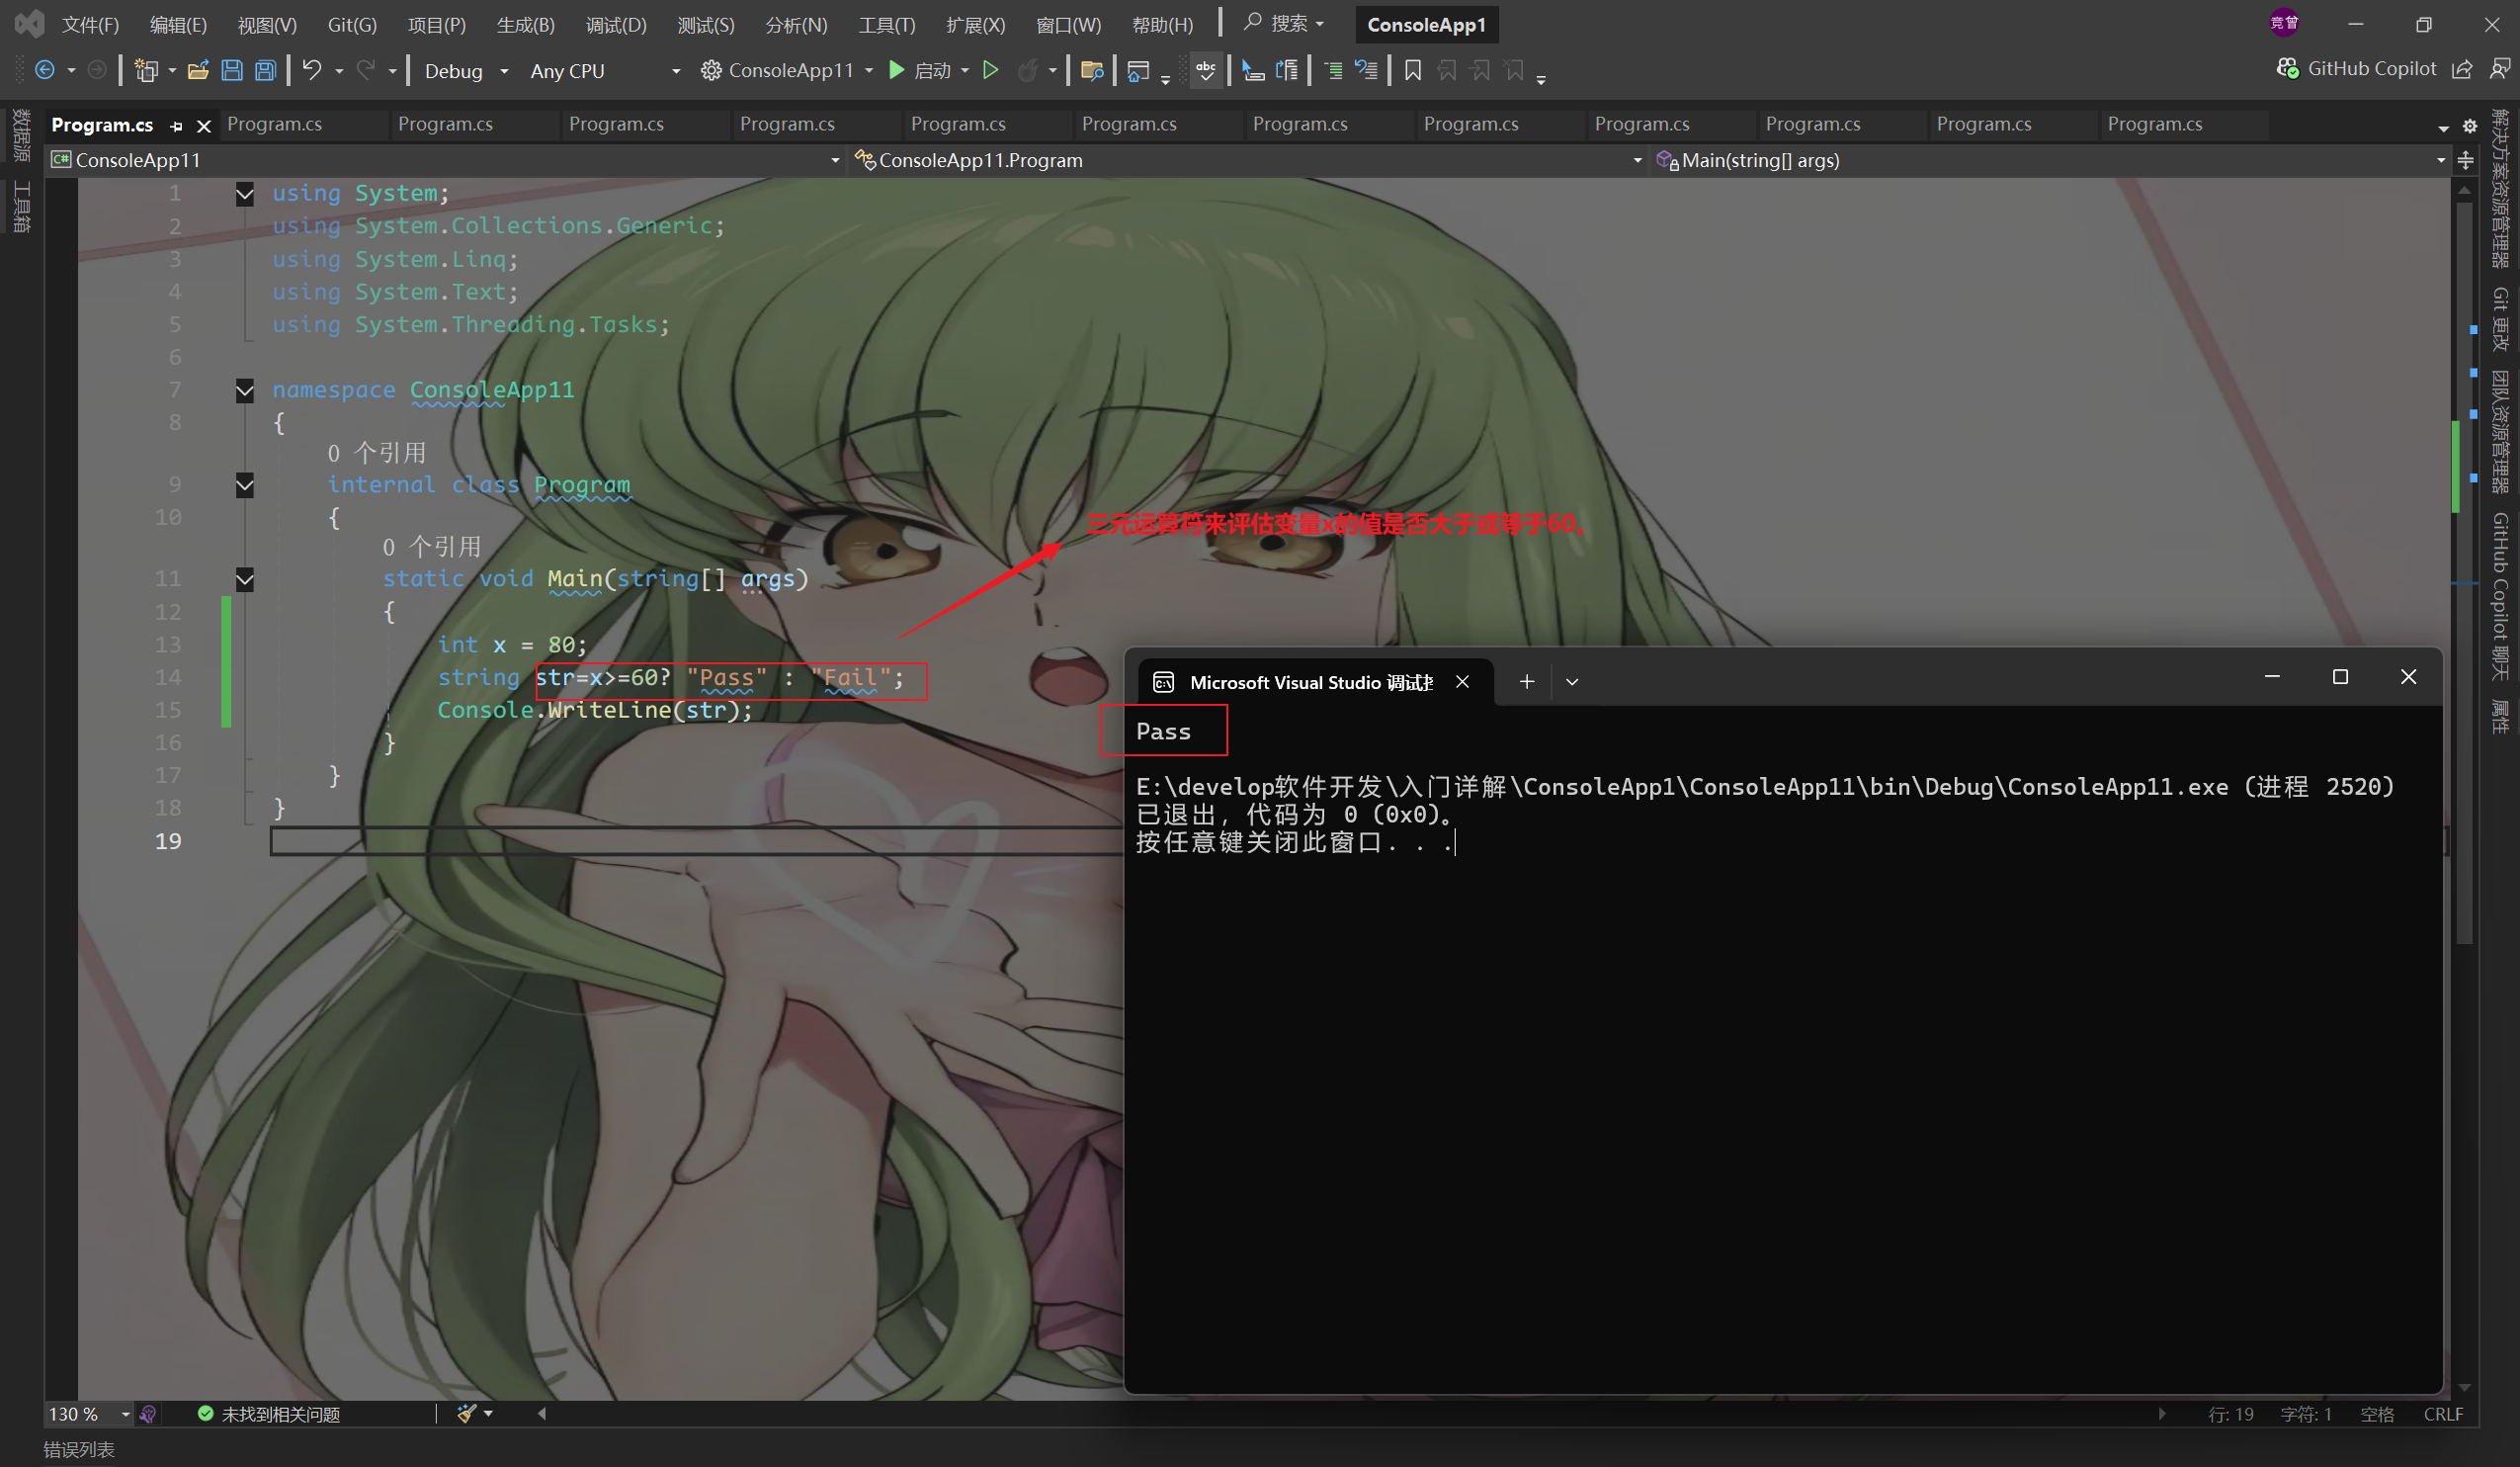 文件(F) 编辑(E) 视图(V) Git(G) 项目(P) 生成(B) 调试(D) 测试(S) 分析(N) 工具(T) 扩展(X) 窗口(W) 帮助(H) 搜索 ConsoleApp1 竞 曾
Debug Any CPU ConsoleApp11 启动 abc GitHub Copilot
Program.cs Program.cs Program.cs Program.cs Program.cs Program.cs Program.cs Program.cs Program.cs Program.cs Program.cs Program.cs Program.cs
C# ConsoleApp11 ConsoleApp11.Program Main(string[] args)
数据源
工具箱
1 using System;
2 using System.Collections.Generic;
3 using System.Linq;
4 using System.Text;
5 using System.Threading.Tasks;
6
7 namespace ConsoleApp11
8 {
0 个引用
9 internal class Program
10 {
0 个引用
11 static void Main(string[] args)
12 {
13 int x = 80;
14 string str=x>=60? "Pass" : "Fail";
15 Console.WriteLine(str);
16 }
17 }
18 }
19
三元运算符来评估变量x的值是否大于或等于60。
Microsoft Visual Studio 调试
Pass
E:\develop软件开发\入门详解\ConsoleApp1\ConsoleApp11\bin\Debug\ConsoleApp11.exe (进程 2520)
已退出，代码为 0 (0x0)。
按任意键关闭此窗口. . .
解决方案资源管理器
Git 更改
团队资源管理器
GitHub Copilot 聊天
属性
130 % 未找到相关问题 行: 19 字符: 1 空格 CRLF
错误列表